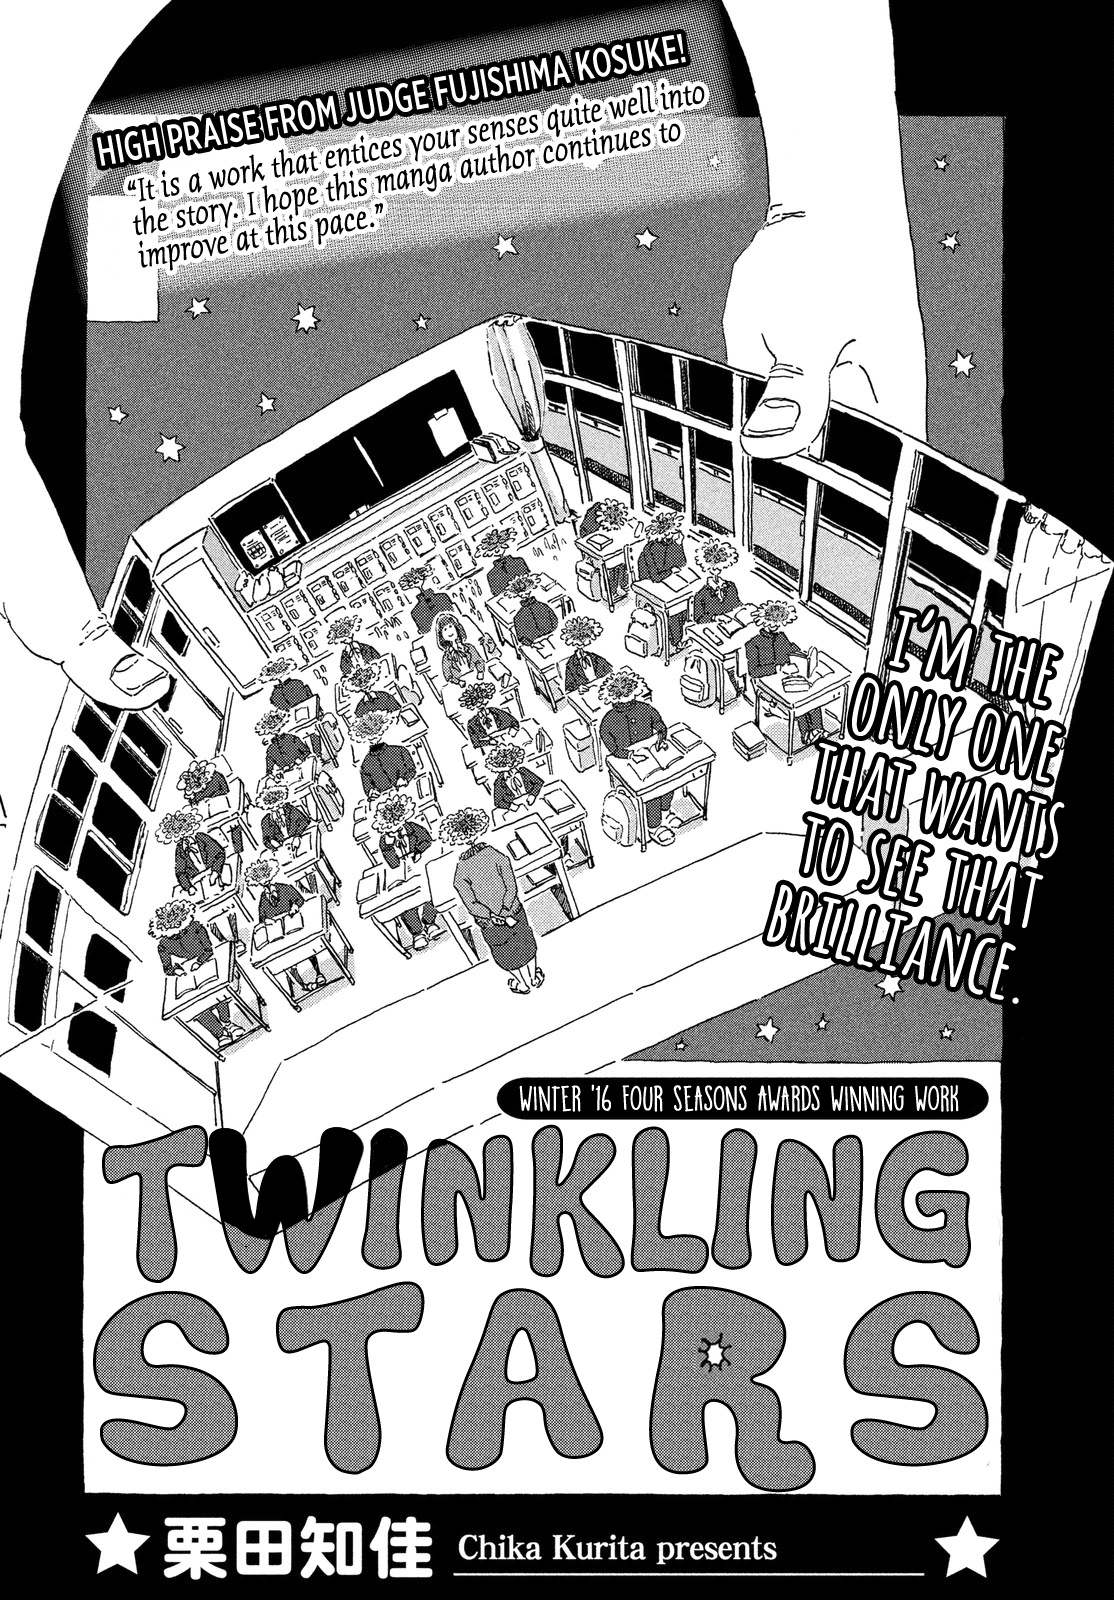 HIGH PRAISE FROM JUDGE FUJISHIMA KOSUKE!
“It is a work that entices your senses quite well into
the story. I hope this manga author continues to
improve at this pace.”
I'M THE
ONLY ONE
THAT WANTS
TO SEE THAT
BRILLIANCE.
WINTER '16 FOUR SEASONS AWARDS WINNING WORK
TWINKLING
STARS
栗田知佳 Chika Kurita presents